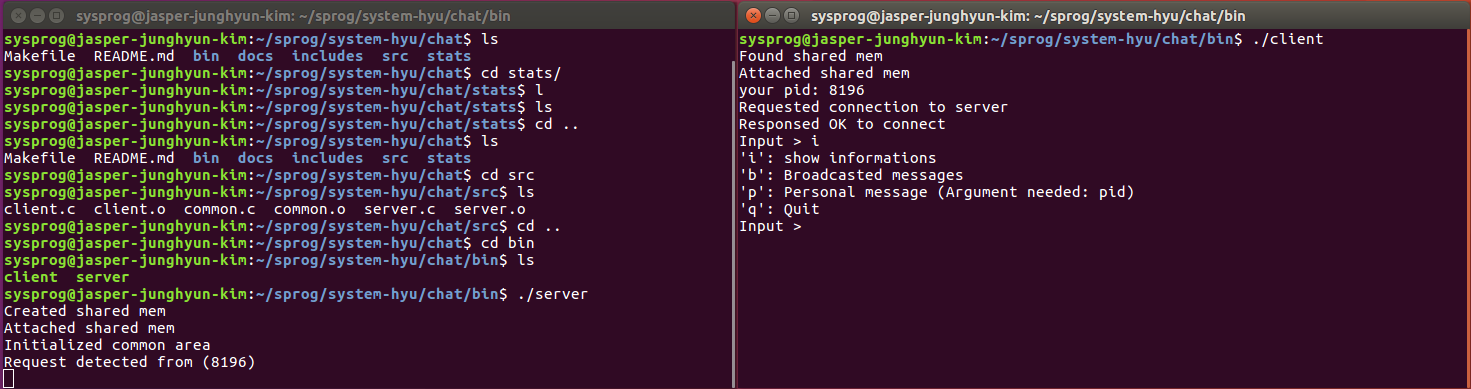 sysprog@jasper-junghyun-kim: ~/sprog/system-hyu/chat/bin
sysprog@jasper-junghyun-kim:~/sprog/system-hyu/chat$ ls
Makefile  README.md  bin  docs  includes  src  stats
sysprog@jasper-junghyun-kim:~/sprog/system-hyu/chat$ cd stats/
sysprog@jasper-junghyun-kim:~/sprog/system-hyu/chat/stats$ l
sysprog@jasper-junghyun-kim:~/sprog/system-hyu/chat/stats$ ls
sysprog@jasper-junghyun-kim:~/sprog/system-hyu/chat/stats$ cd ..
sysprog@jasper-junghyun-kim:~/sprog/system-hyu/chat$ ls
Makefile  README.md  bin  docs  includes  src  stats
sysprog@jasper-junghyun-kim:~/sprog/system-hyu/chat$ cd src
sysprog@jasper-junghyun-kim:~/sprog/system-hyu/chat/src$ ls
client.c  client.o  common.c  common.o  server.c  server.o
sysprog@jasper-junghyun-kim:~/sprog/system-hyu/chat/src$ cd ..
sysprog@jasper-junghyun-kim:~/sprog/system-hyu/chat$ cd bin
sysprog@jasper-junghyun-kim:~/sprog/system-hyu/chat/bin$ ls
client  server
sysprog@jasper-junghyun-kim:~/sprog/system-hyu/chat/bin$ ./server
Created shared mem
Attached shared mem
Initialized common area
Request detected from (8196)
sysprog@jasper-junghyun-kim: ~/sprog/system-hyu/chat/bin
sysprog@jasper-junghyun-kim:~/sprog/system-hyu/chat/bin$ ./client
Found shared mem
Attached shared mem
your pid: 8196
Requested connection to server
Responsed OK to connect
Input > i
'i': show informations
'b': Broadcasted messages
'p': Personal message (Argument needed: pid)
'q': Quit
Input >